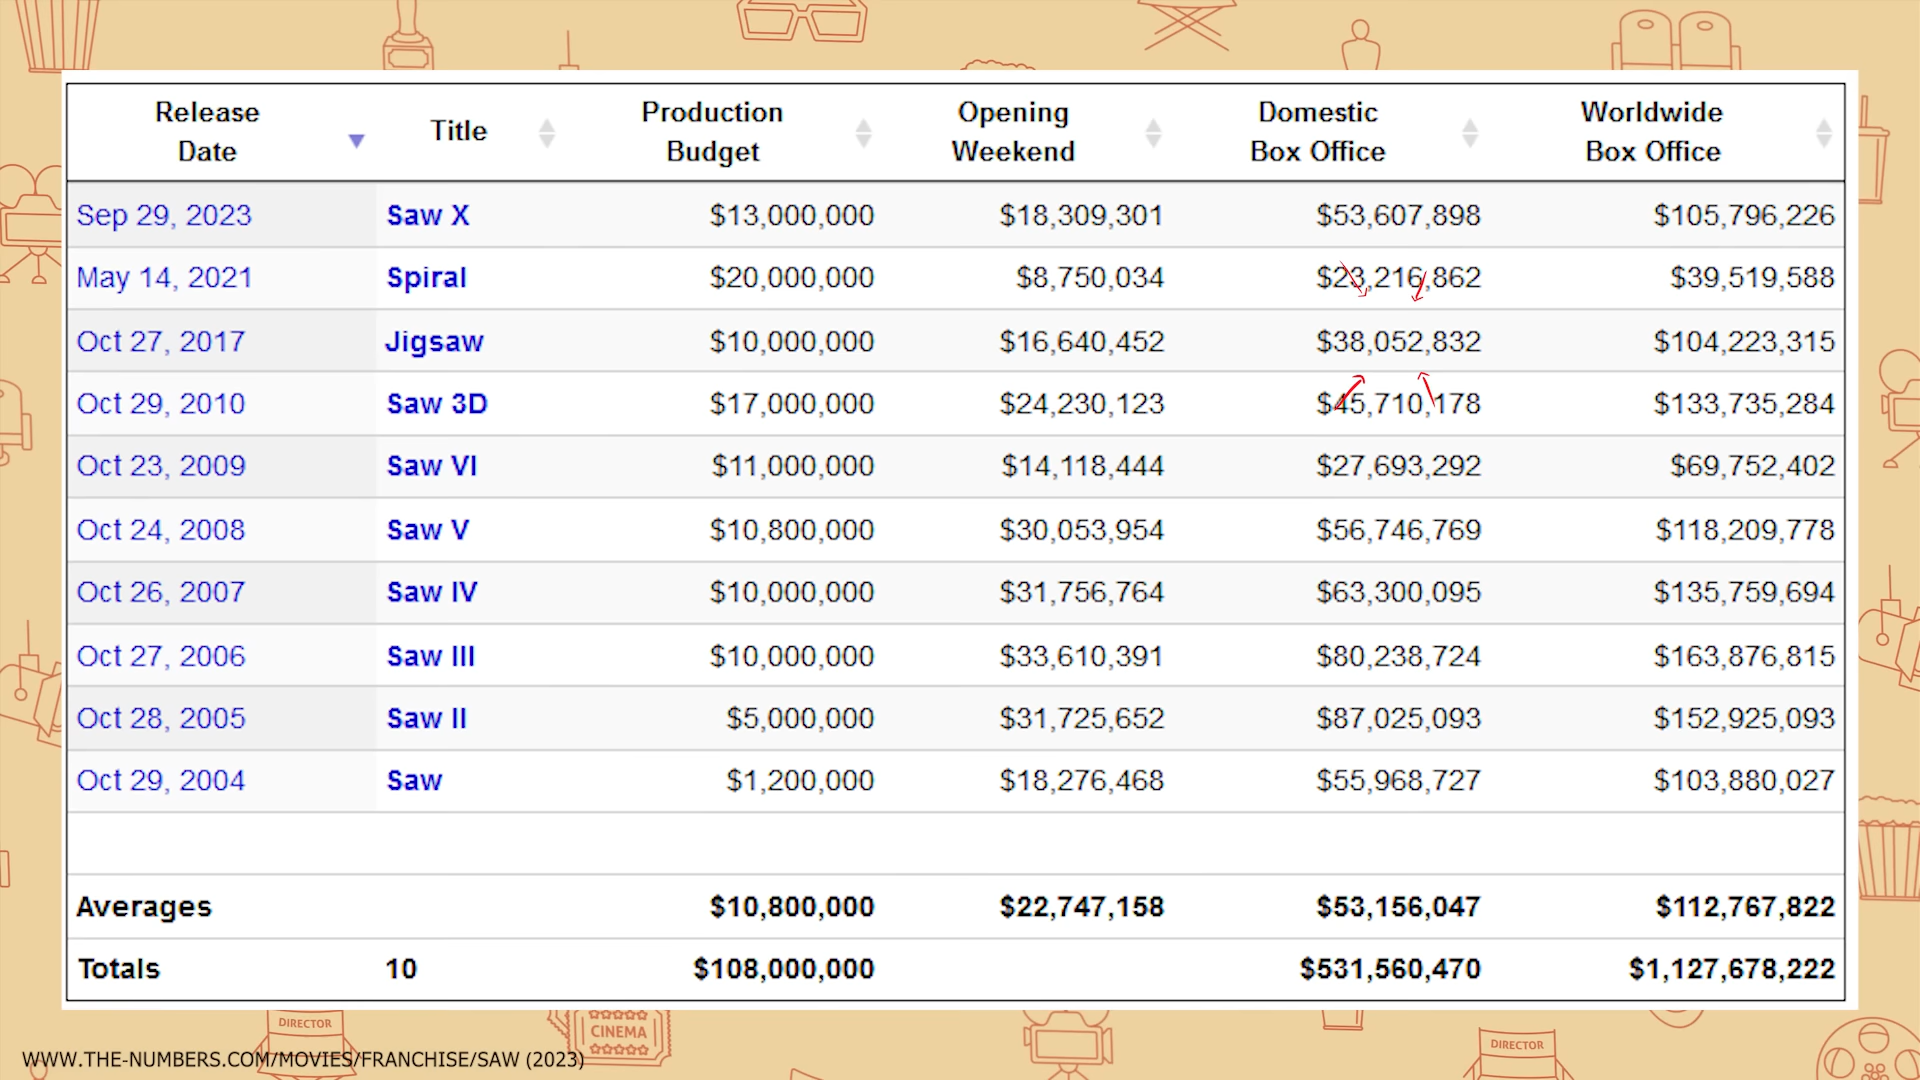 Release Date Title Production Budget Opening Weekend Domestic Box Office Worldwide Box Office
Sep 29, 2023 Saw X $13,000,000 $18,309,301 $53,607,898 $105,796,226
May 14, 2021 Spiral $20,000,000 $8,750,034 $23,216,862 $39,519,588
Oct 27, 2017 Jigsaw $10,000,000 $16,640,452 $38,052,832 $104,223,315
Oct 29, 2010 Saw 3D $17,000,000 $24,230,123 $45,710,178 $133,735,284
Oct 23, 2009 Saw VI $11,000,000 $14,118,444 $27,693,292 $69,752,402
Oct 24, 2008 Saw V $10,800,000 $30,053,954 $56,746,769 $118,209,778
Oct 26, 2007 Saw IV $10,000,000 $31,756,764 $63,300,095 $135,759,694
Oct 27, 2006 Saw III $10,000,000 $33,610,391 $80,238,724 $163,876,815
Oct 28, 2005 Saw II $5,000,000 $31,725,652 $87,025,093 $152,925,093
Oct 29, 2004 Saw $1,200,000 $18,276,468 $55,968,727 $103,880,027
Averages $10,800,000 $22,747,158 $53,156,047 $112,767,822
Totals 10 $108,000,000 $531,560,470 $1,127,678,222
DIRECTOR
CINEMA
DIRECTOR
WWW.THE-NUMBERS.COM/MOVIES/FRANCHISE/SAW (2023)